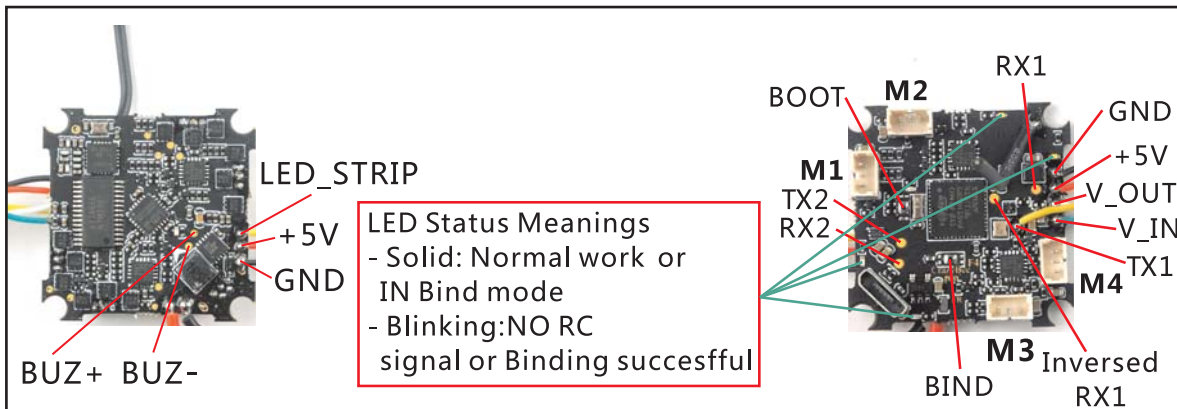 LED_STRIP
+5V
GND
BUZ+ BUZ-
LED Status Meanings
- Solid: Normal work or
IN Bind mode
- Blinking:NO RC
signal or Binding succesfful
RX1
M2
BOOT
GND
M1
+5V
TX2
V_OUT
RX2
V_IN
TX1
M4
M3
Inversed
RX1
BIND